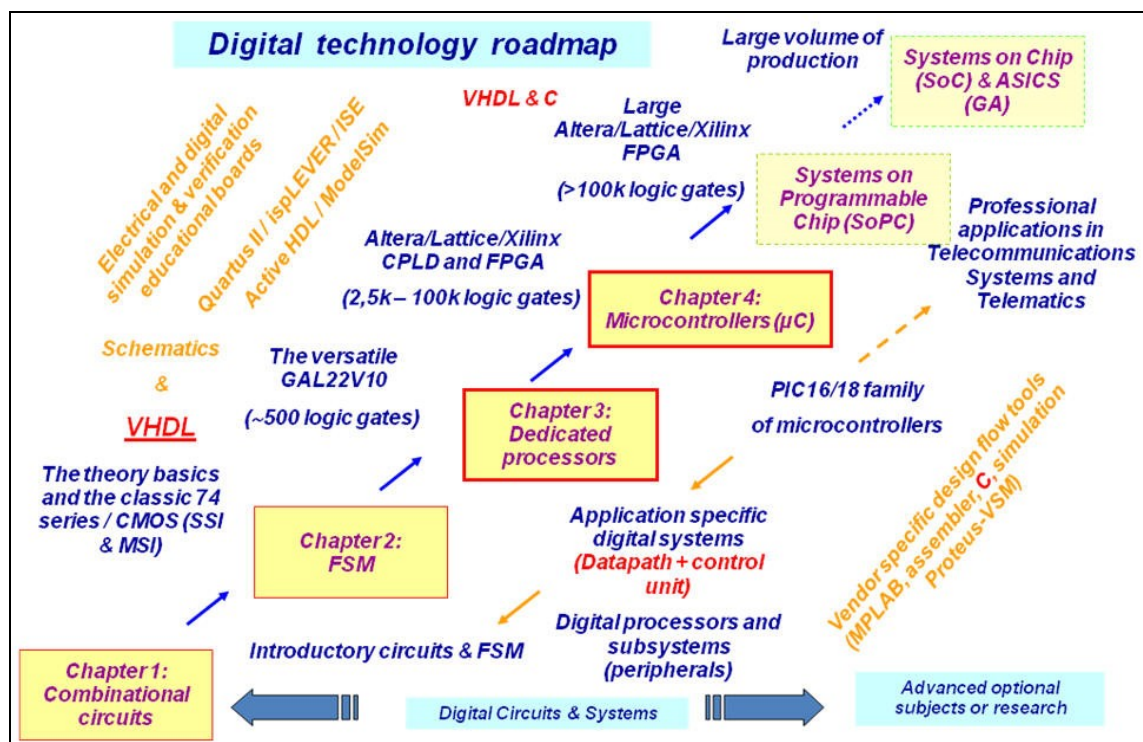 Digital technology roadmap
Large volume of
production
Systems on Chip
(SoC) & ASICS
(GA)
VHDL & C
Large
Altera/Lattice/Xilinx
FPGA
(>100k logic gates)
Systems on
Programmable
Chip (SoPC)
Electrical and digital
simulation & verification
educational boards
Quartus II / ispLEVER / ISE
Active HDL / ModelSim
Professional
applications in
Telecommunications
Systems and
Telematics
Altera/Lattice/Xilinx
CPLD and FPGA
(2,5k – 100k logic gates)
Chapter 4:
Microcontrollers (µC)
Schematics
&
VHDL
The versatile
GAL22V10
(~500 logic gates)
Chapter 3:
Dedicated
processors
PIC16/18 family
of microcontrollers
The theory basics
and the classic 74
series / CMOS (SSI
& MSI)
Chapter 2:
FSM
Application specific
digital systems
(Datapath + control
unit)
Vendor specific design flow tools
(MPLAB, assembler, C, simulation
Proteus-VSM)
Introductory circuits & FSM
Digital processors and
subsystems
(peripherals)
Chapter 1:
Combinational
circuits
Digital Circuits & Systems
Advanced optional
subjects or research